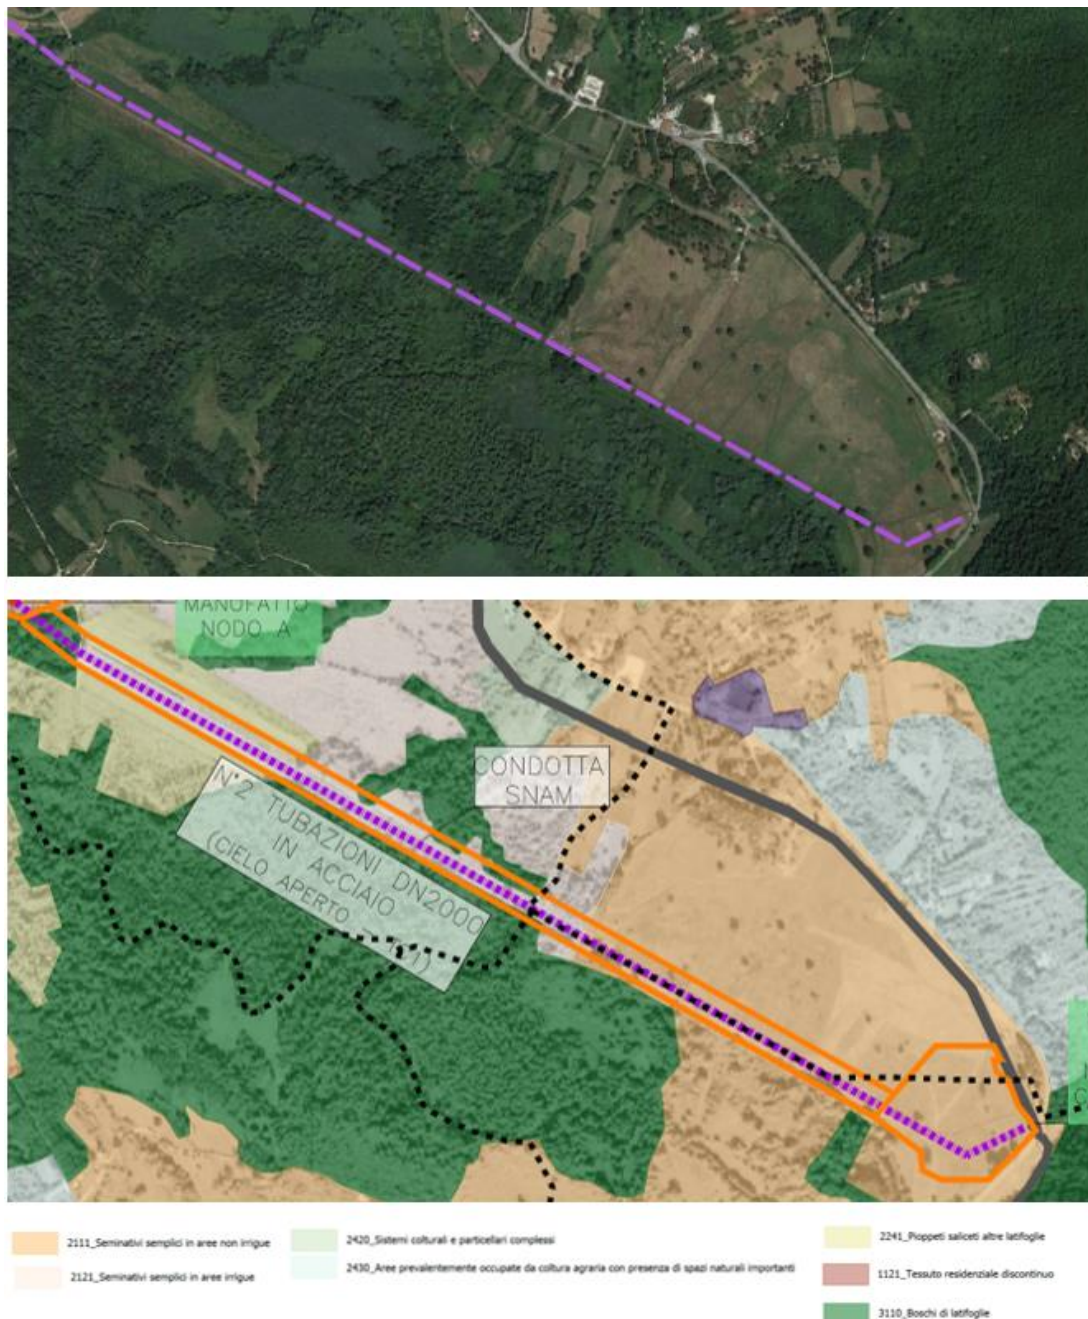 MANUFATTO
NODO A
CONDOTTA
SNAM
N°2 TUBAZIONI DN2000
IN ACCIAIO
(CIELO APERTO –
2111_Seminativi semplici in aree non irrigue
2121_Seminativi semplici in aree irrigue
2420_Sistemi colturali e particellari complessi
2430_Aree prevalentemente occupate da coltura agraria con presenza di spazi naturali importanti
2241_Pioppeti saliceti altre latifoglie
1121_Tessuto residenziale discontinuo
3110_Boschi di latifoglie